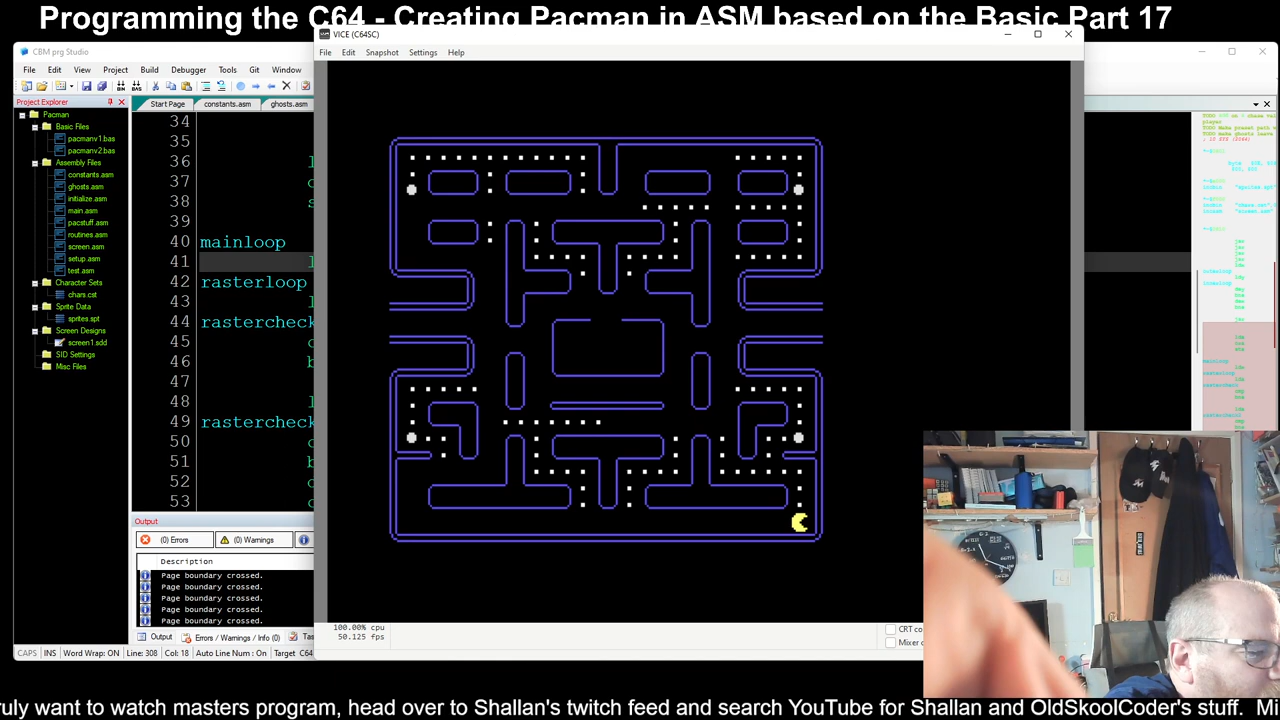 Programming the C64 - Creating Pacman in ASM based on the Basic Part 17
CBM prg Studio
File Edit View Project Build Debugger Tools Git Window
VICE (C64SC)
File Edit Snapshot Settings Help
Project Explorer
Pacman
Basic Files
pacmanv1.bas
pacmanv2.bas
Assembly Files
constants.asm
ghosts.asm
initialize.asm
main.asm
pacstuff.asm
routines.asm
screen.asm
setup.asm
test.asm
Character Sets
chars.cst
Sprite Data
sprites.spt
Screen Designs
screen1.sdd
SID Settings
Misc Files
Start Page constants.asm ghosts.asm
34
35
36
37
38
39
40 mainloop
41
42 rasterloop
43
44 rastercheck
45
46
47
48
49 rastercheck
50
51
52
53
Output
(0) Errors (0) Warnings
Description
Page boundary crossed.
Page boundary crossed.
Page boundary crossed.
Page boundary crossed.
Page boundary crossed.
Output Errors / Warnings / Info (0)
CAPS INS Word Wrap: ON Line: 308 Col: 18 Auto Line Num : On Target C64
100.00% cpu
50.125 fps
CRT co
Mixer
ruly want to watch masters program, head over to Shallan's twitch feed and search YouTube for Shallan and OldSkoolCoder's stuff. Mi